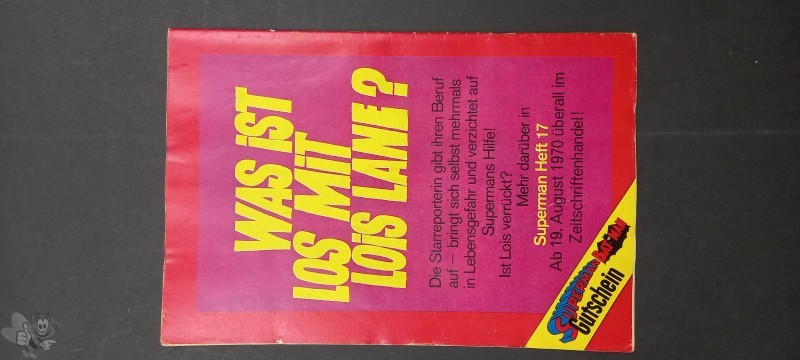 WAS iST
LOS MiT
LOiS LANE?
Die Starreporterin gibt ihren Beruf
auf – bringt sich selbst mehrmals
in Lebensgefahr und verzichtet auf
Supermans Hilfe!
Ist Lois verrückt?
Mehr darüber in
Superman Heft 17
Ab 19. August 1970 überall im
Zeitschriftenhandel!
SUPERMAN BATMAN
Gutschein